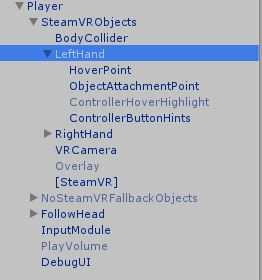 Player
SteamVRObjects
BodyCollider
LeftHand
HoverPoint
ObjectAttachmentPoint
ControllerHoverHighlight
ControllerButtonHints
RightHand
VRCamera
Overlay
[SteamVR]
NoSteamVRFallbackObjects
FollowHead
InputModule
PlayVolume
DebugUI